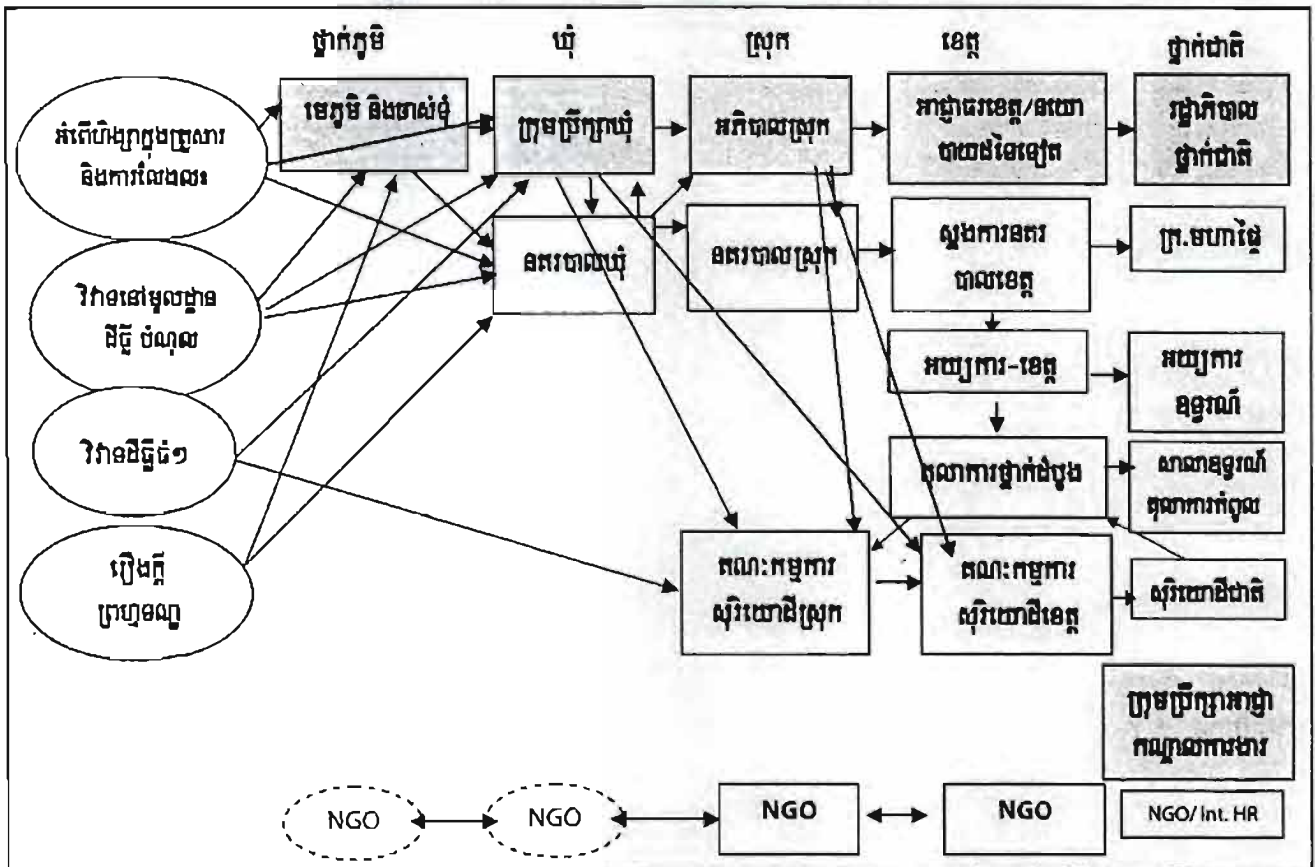 ថ្នាក់ភូមិ
ឃុំ
ស្រុក
ខេត្ត
ថ្នាក់ជាតិ
អំពើហិង្សាក្នុងគ្រួសារ
និងការលែងលះ
មេភូមិ និងចាស់ទុំ
ក្រុមប្រឹក្សាឃុំ
អភិបាលស្រុក
អាជ្ញាធរខេត្ត/នយោ
បាយដទៃទៀត
រដ្ឋាភិបាល
ថ្នាក់ជាតិ
វិវាទនៅមូលដ្ឋាន
ដីធ្លី បំណុល
នគរបាលឃុំ
នគរបាលស្រុក
ស្នងការនគរ
បាលខេត្ត
ក្រ.មហាផ្ទៃ
អយ្យការ-ខេត្ត
អយ្យការ
ឧទ្ធរណ៍
វិវាទដីធ្លីធំៗ
តុលាការថ្នាក់ដំបូង
សាលាឧទ្ធរណ៍
តុលាការកំពូល
រឿងក្តី
ព្រហ្មទណ្ឌ
គណៈកម្មការ
សុរិយោដីស្រុក
គណៈកម្មការ
សុរិយោដីខេត្ត
សុរិយោដីជាតិ
ក្រុមប្រឹក្សាអាជ្ញា
កណ្តាលការងារ
NGO
NGO
NGO
NGO
NGO/ Int. HR